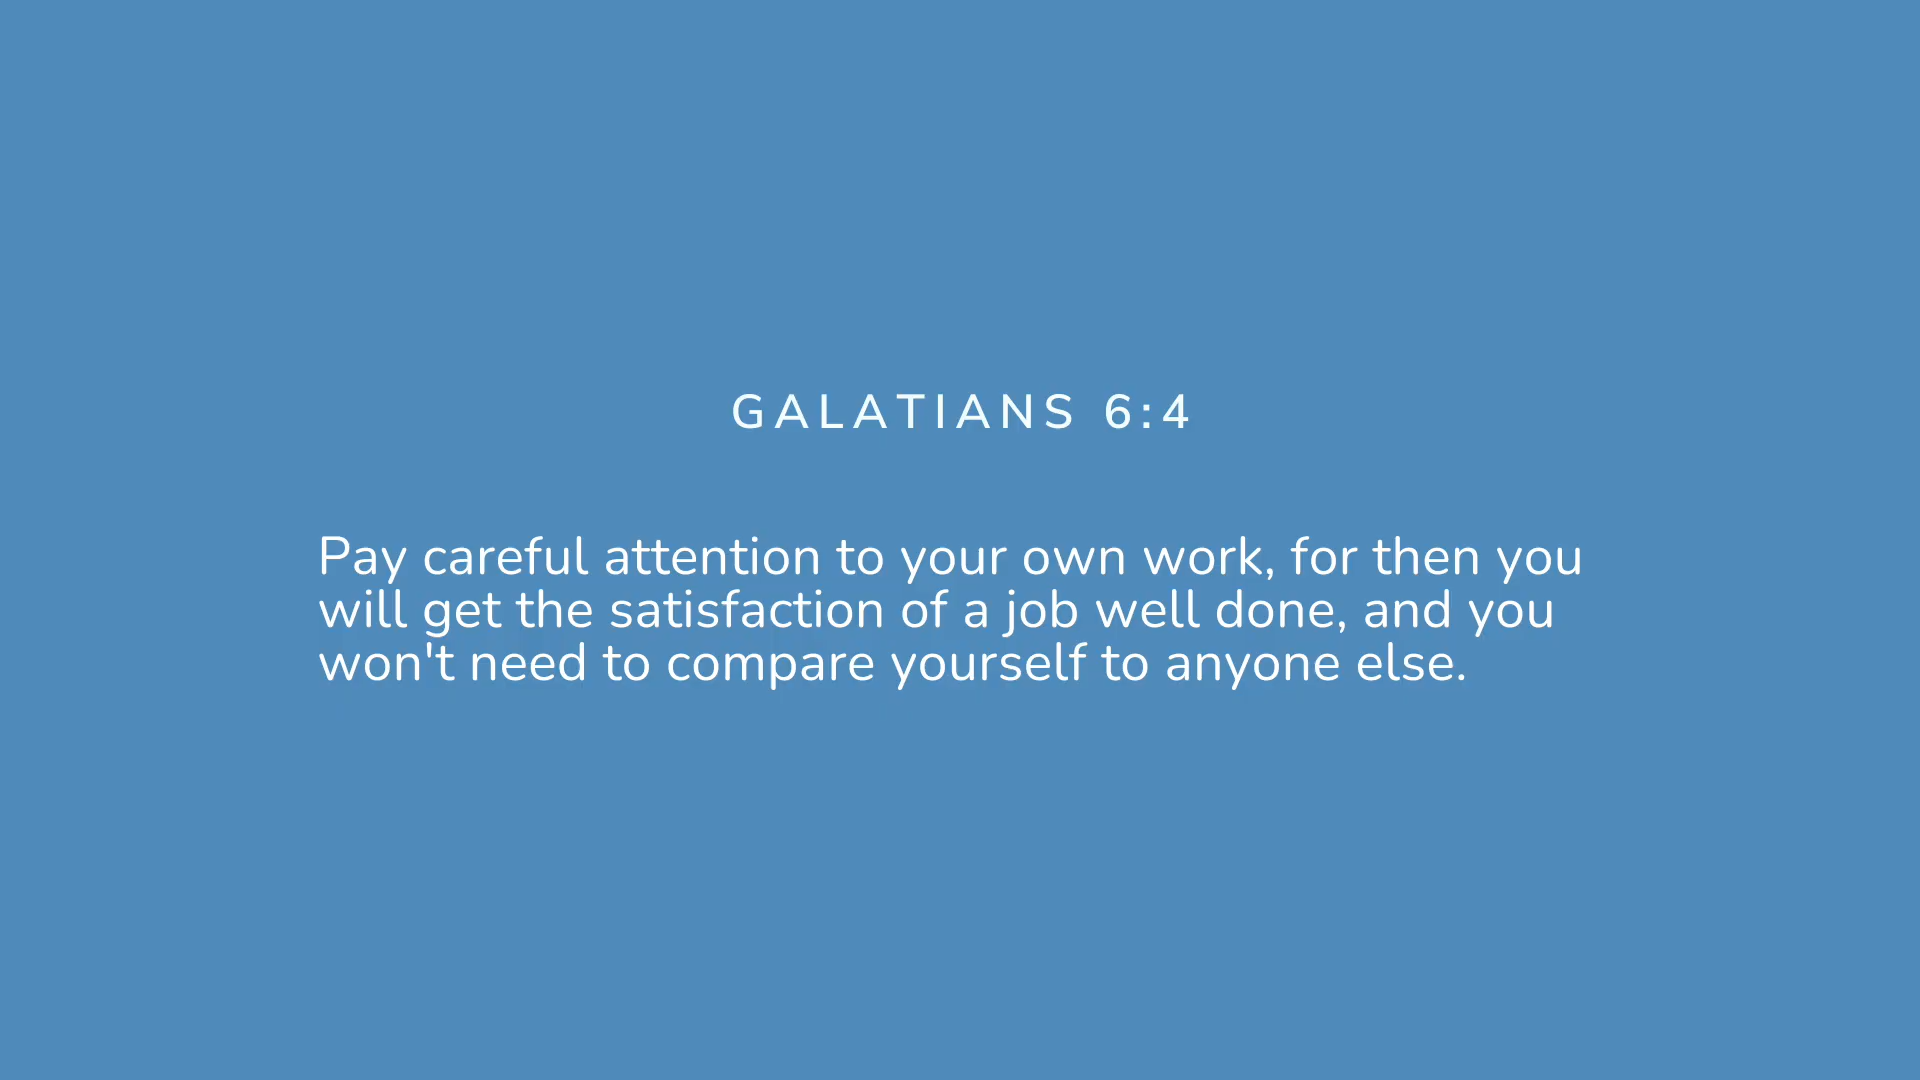 GALATIANS 6:4
Pay careful attention to your own work, for then you
will get the satisfaction of a job well done, and you
won't need to compare yourself to anyone else.